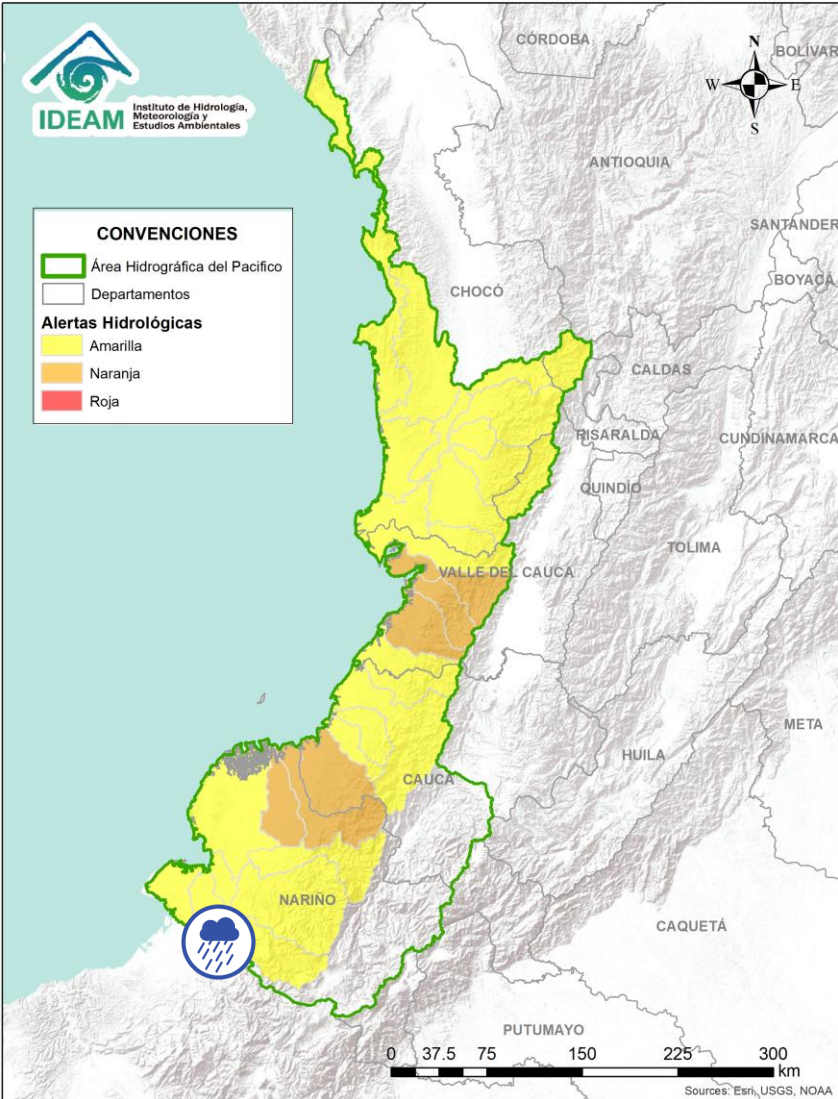 IDEAM
Instituto de Hidrología,
Meteorología y
Estudios Ambientales
N
W
E
S
CÓRDOBA
BOLÍVAR
ANTIOQUIA
SANTANDER
BOYACÁ
CHOCÓ
CALDAS
RISARALDA
CUNDINAMARCA
QUINDÍO
TOLIMA
VALLE DEL CAUCA
META
HUILA
CAUCA
NARIÑO
CAQUETÁ
PUTUMAYO
CONVENCIONES
Área Hidrográfica del Pacifico
Departamentos
Alertas Hidrológicas
Amarilla
Naranja
Roja
0 37.5 75 150 225 300
km
Sources: Esri, USGS, NOAA